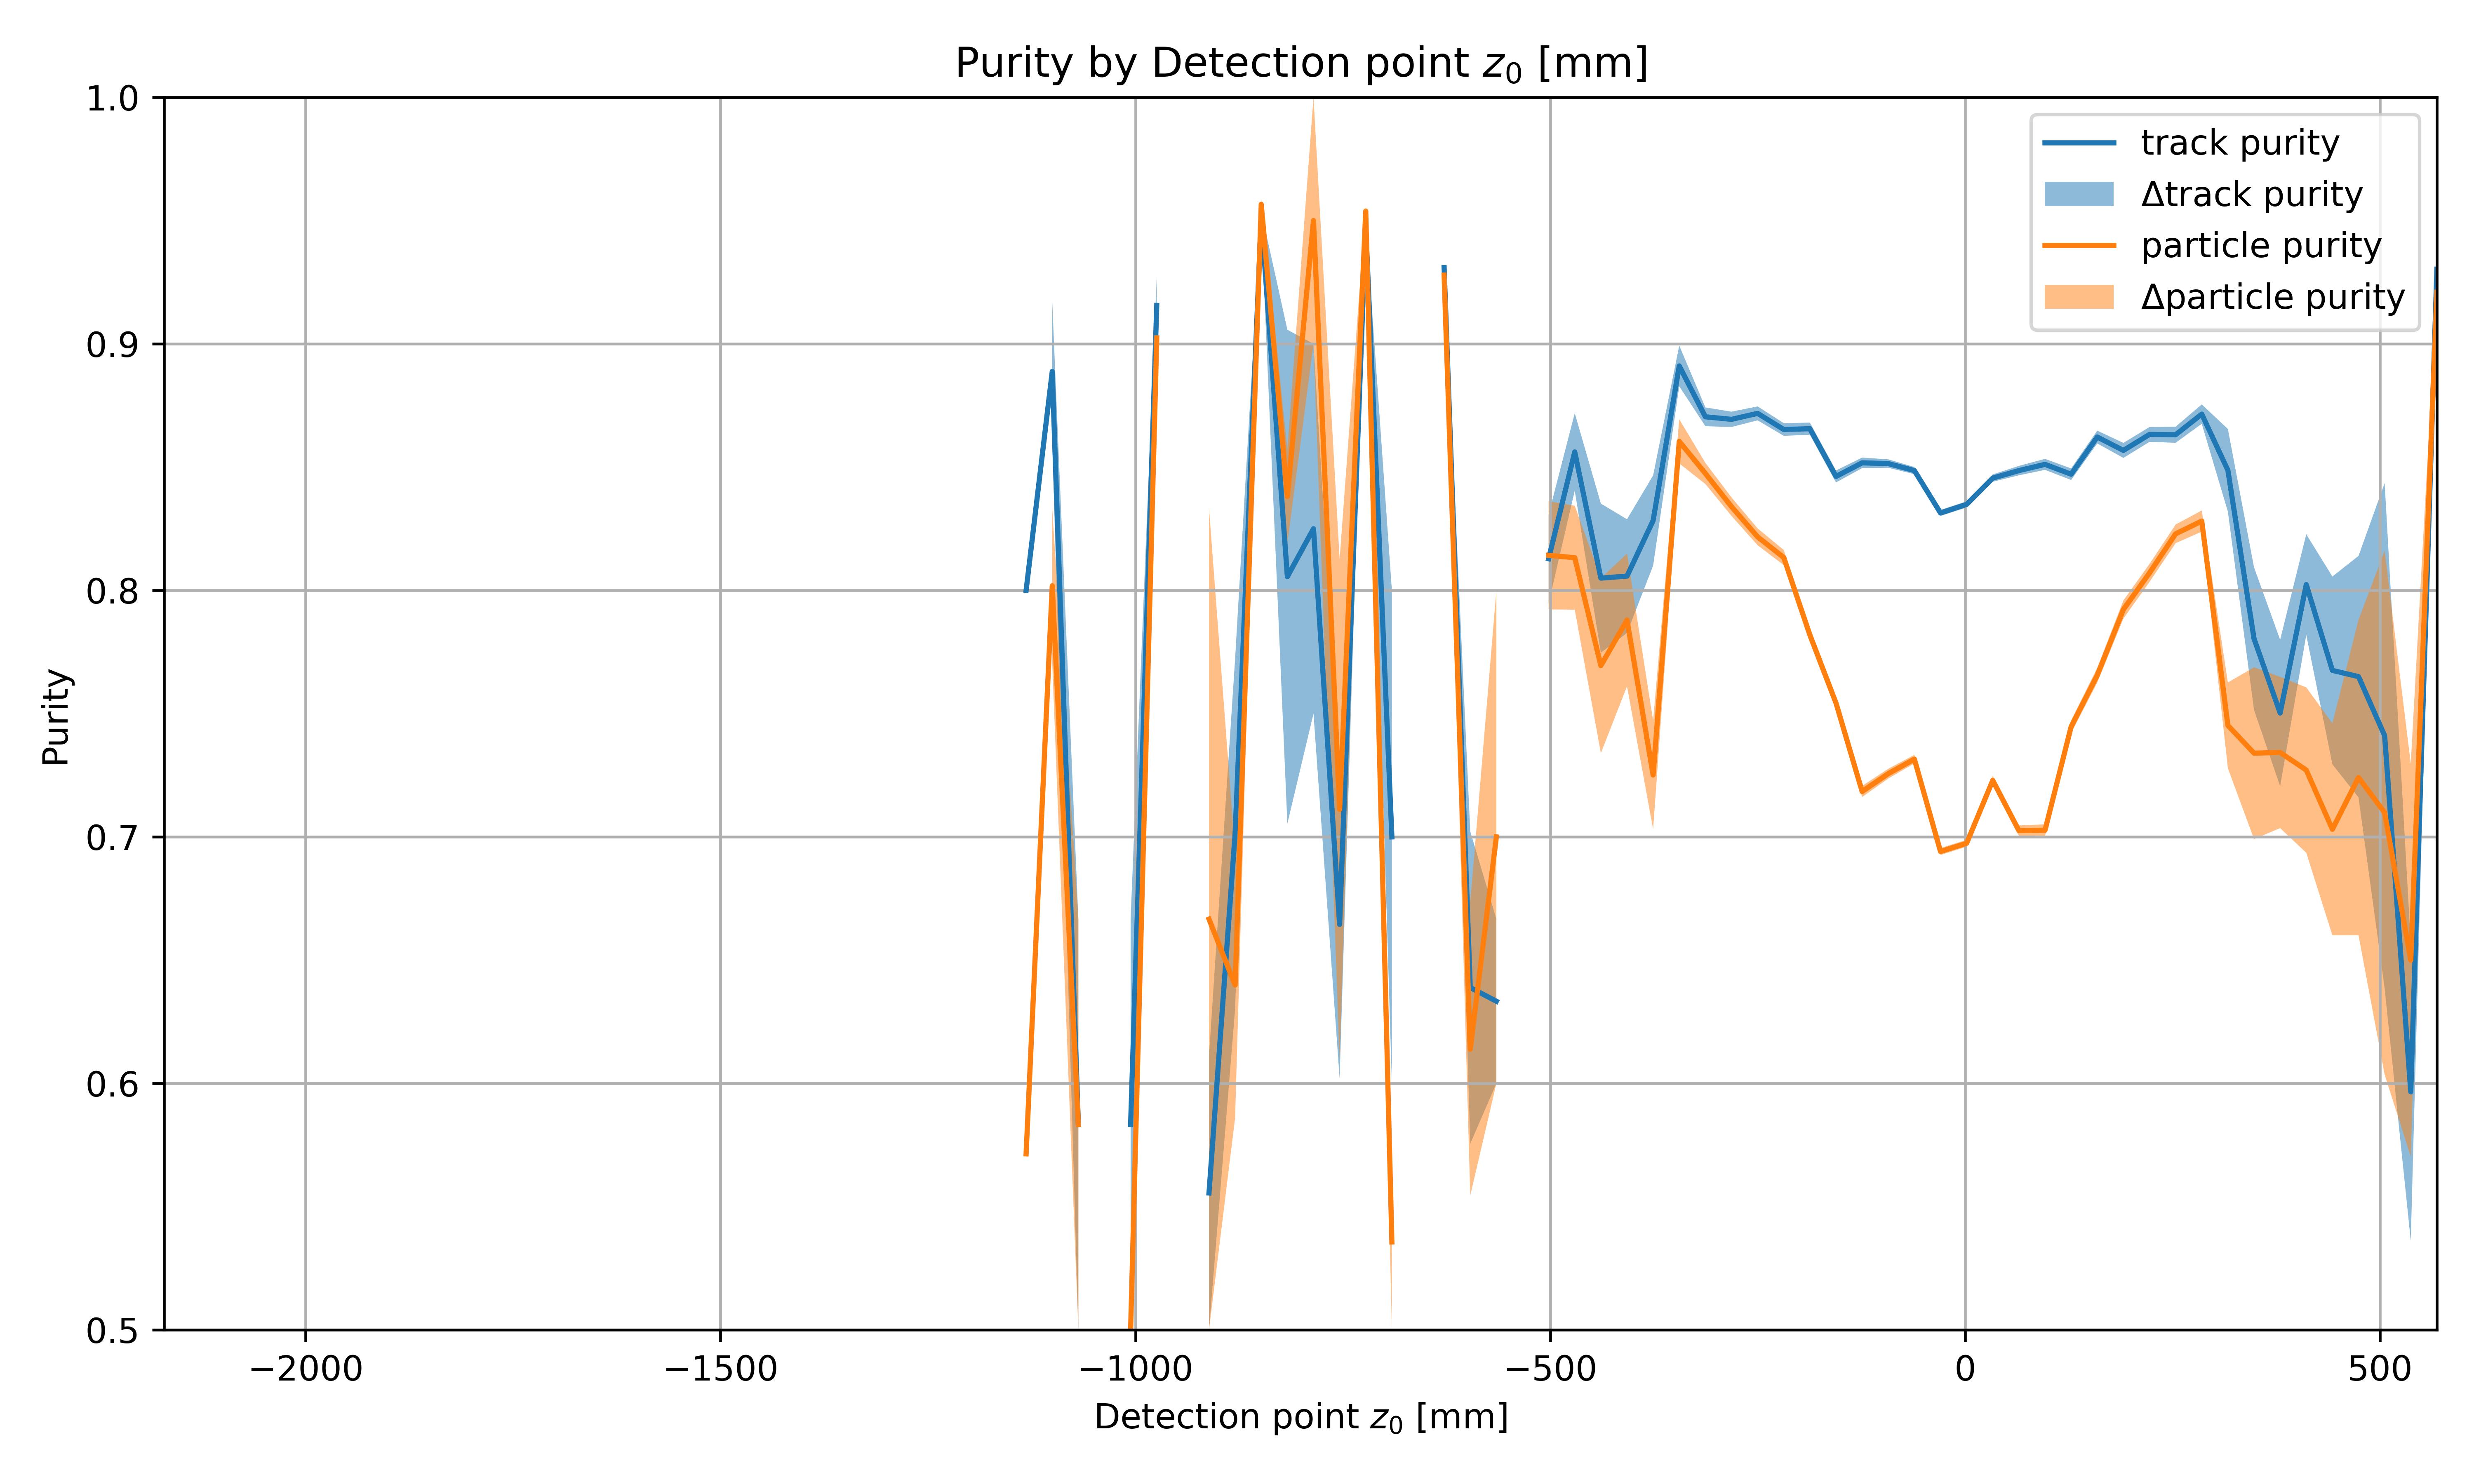 Purity by Detection point z₀ [mm]
1.0
0.9
0.8
0.7
0.6
0.5
Purity
track purity
Δtrack purity
particle purity
Δparticle purity
−2000
−1500
−1000
−500
0
500
Detection point z₀ [mm]